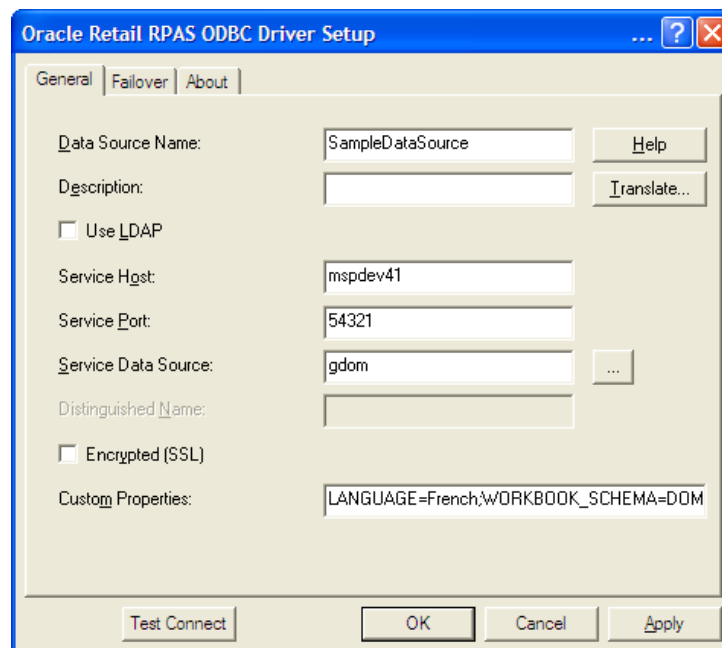 Oracle Retail RPAS ODBC Driver Setup ... ?
General Failover About
Data Source Name: SampleDataSource Help
Description: Translate...
Use LDAP
Service Host: mspdev41
Service Port: 54321
Service Data Source: gdom ...
Distinguished Name:
Encrypted (SSL)
Custom Properties: LANGUAGE=French;WORKBOOK_SCHEMA=DOM
Test Connect OK Cancel Apply